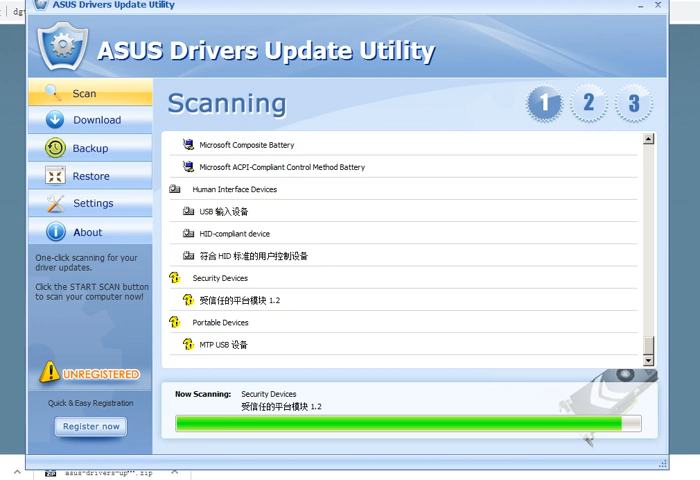 dg
ASUS Drivers Update Utility
ASUS Drivers Update Utility
Scan
Download
Backup
Restore
Settings
About
One-click scanning for your
driver updates.
Click the START SCAN button
to scan your computer now!
UNREGISTERED
Quick & Easy Registration
Register now
Scanning
1
2
3
Microsoft Composite Battery
Microsoft ACPI-Compliant Control Method Battery
Human Interface Devices
USB 输入设备
HID-compliant device
符合 HID 标准的用户控制设备
Security Devices
受信任的平台模块 1.2
Portable Devices
MTP USB 设备
Now Scanning: Security Devices
受信任的平台模块 1.2
asus-drivers-up....zip